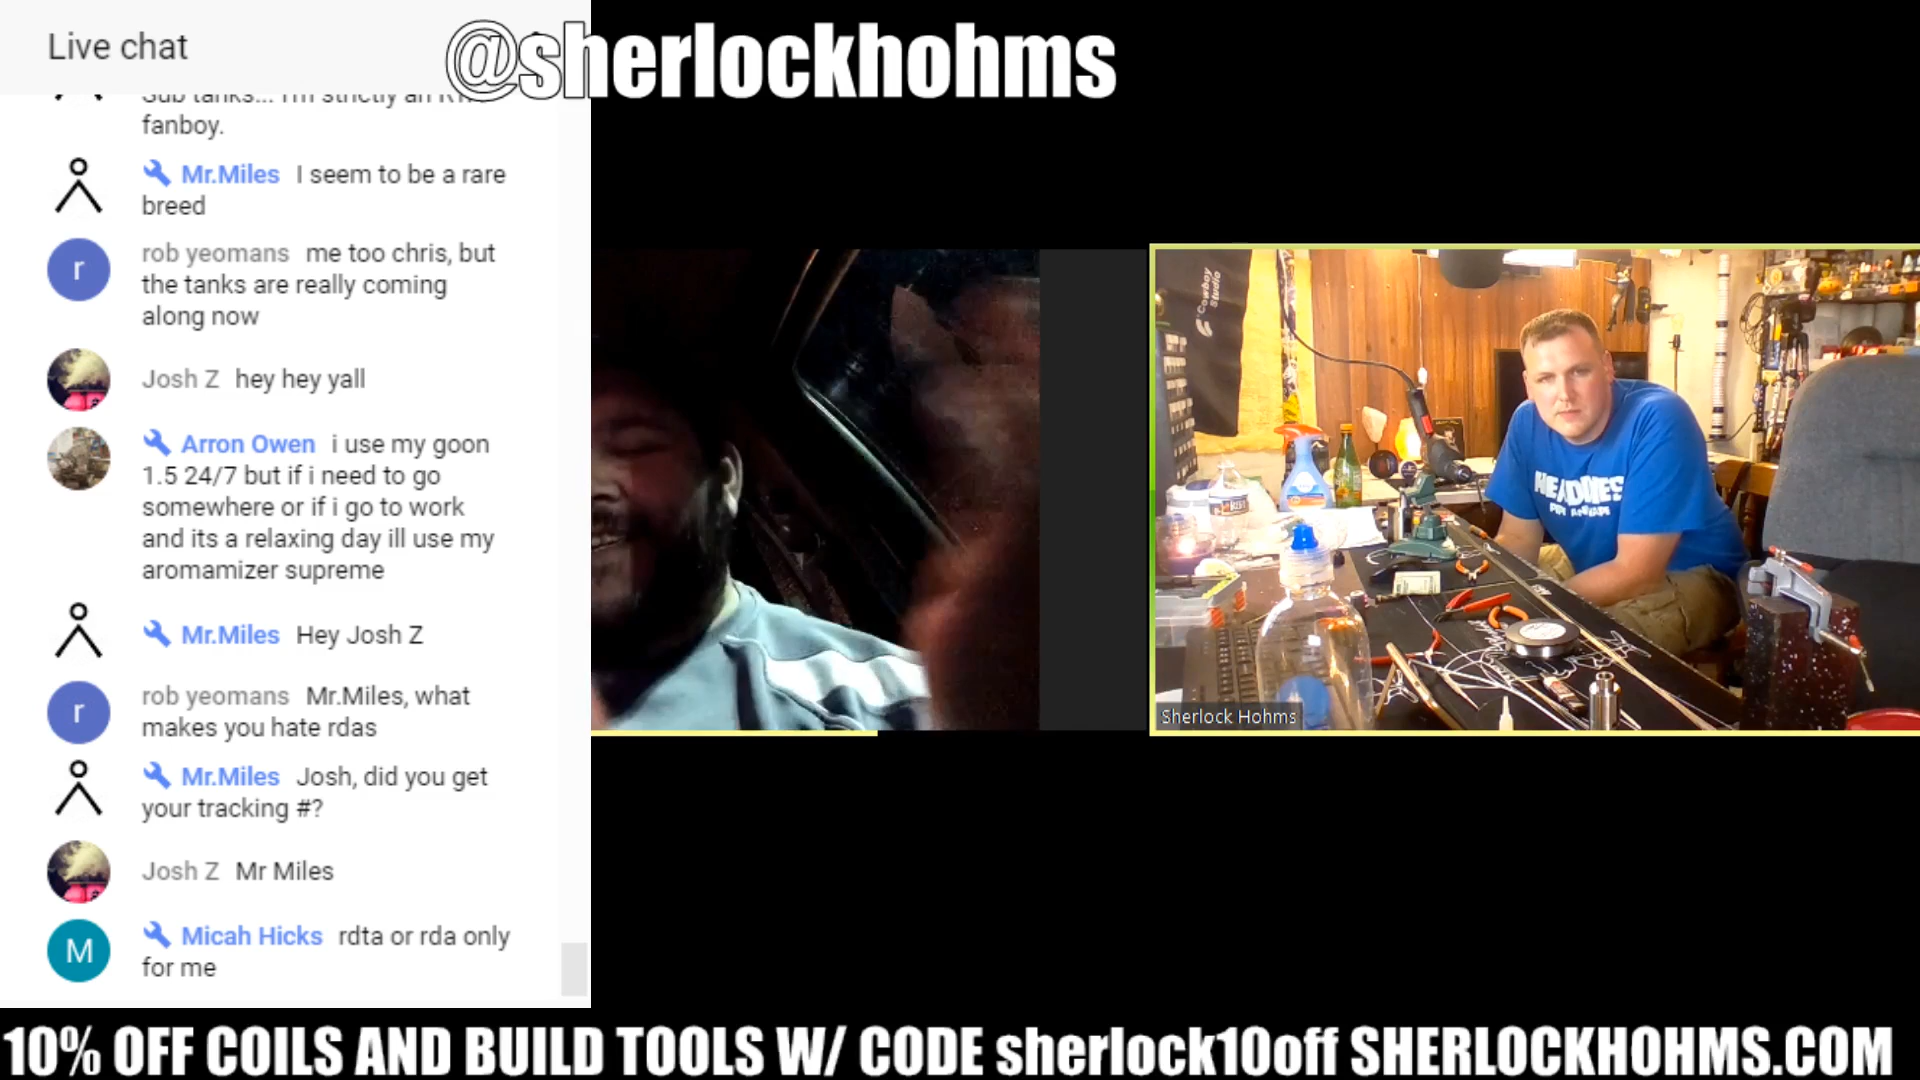 Live chat
@sherlockhohms
fanboy.
Mr.Miles I seem to be a rare
breed
rob yeomans me too chris, but
the tanks are really coming
along now
Josh Z hey hey yall
Arron Owen i use my goon
1.5 24/7 but if i need to go
somewhere or if i go to work
and its a relaxing day ill use my
aromamizer supreme
Mr.Miles Hey Josh Z
r
rob yeomans Mr.Miles, what
makes you hate rdas
r
Mr.Miles Josh, did you get
your tracking #?
Josh Z Mr Miles
M
Micah Hicks rdta or rda only
for me
Cowboy
Studio
HEADDIES
Sherlock Hohms
10% OFF COILS AND BUILD TOOLS W/ CODE sherlock10off SHERLOCKHOHMS.COM